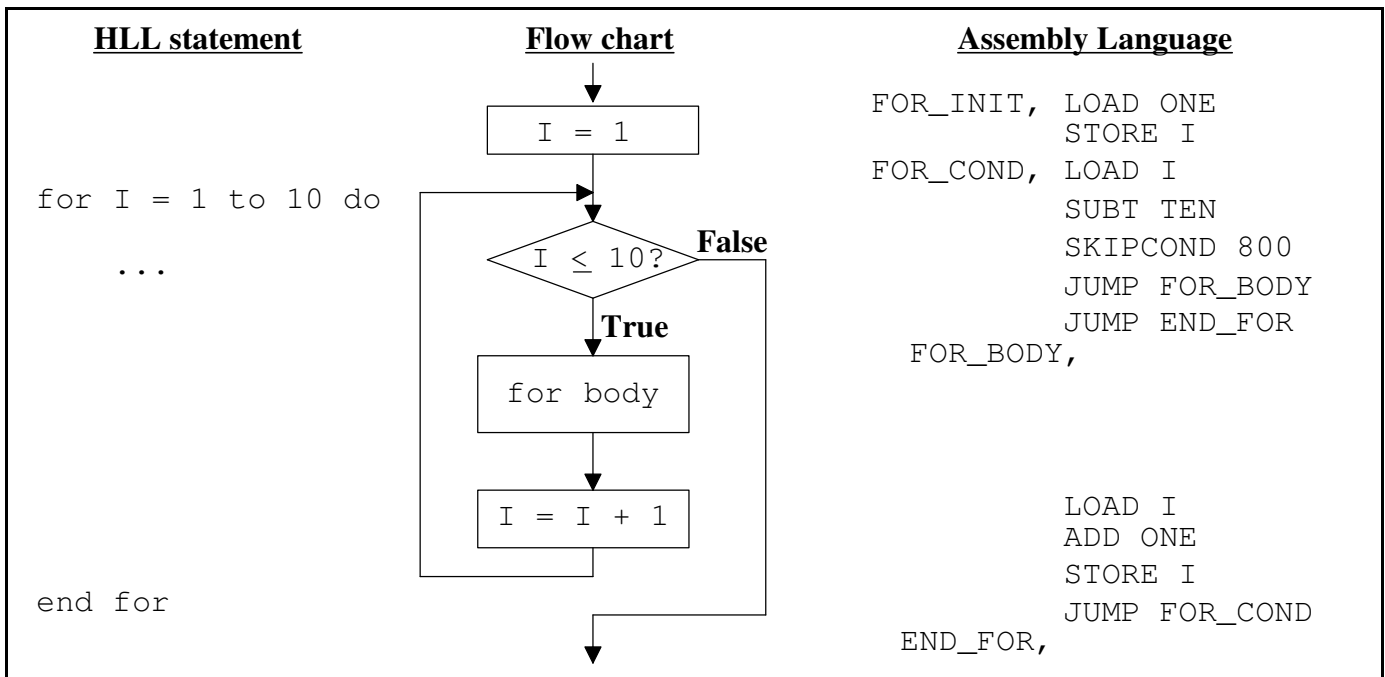 HLL statement
Flow chart
Assembly Language
for I = 1 to 10 do
...
end for
I = 1
I ≤ 10?
False
True
for body
I = I + 1
FOR_INIT, LOAD ONE
STORE I
FOR_COND, LOAD I
SUBT TEN
SKIPCOND 800
JUMP FOR_BODY
JUMP END_FOR
FOR_BODY,
LOAD I
ADD ONE
STORE I
JUMP FOR_COND
END_FOR,